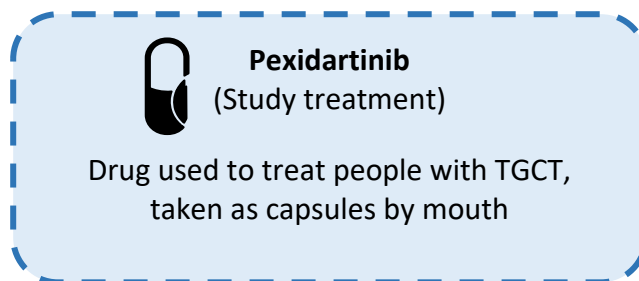 Pexidartinib
(Study treatment)
Drug used to treat people with TGCT,
taken as capsules by mouth